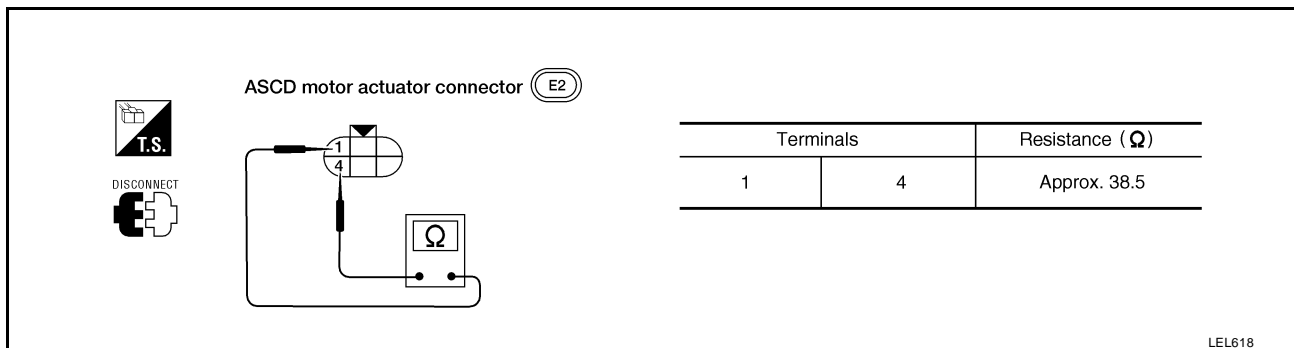 ASCD motor actuator connector E2
T.S.
DISCONNECT
1
4
Ω
Terminals Resistance (Ω)
1 4 Approx. 38.5
LEL618